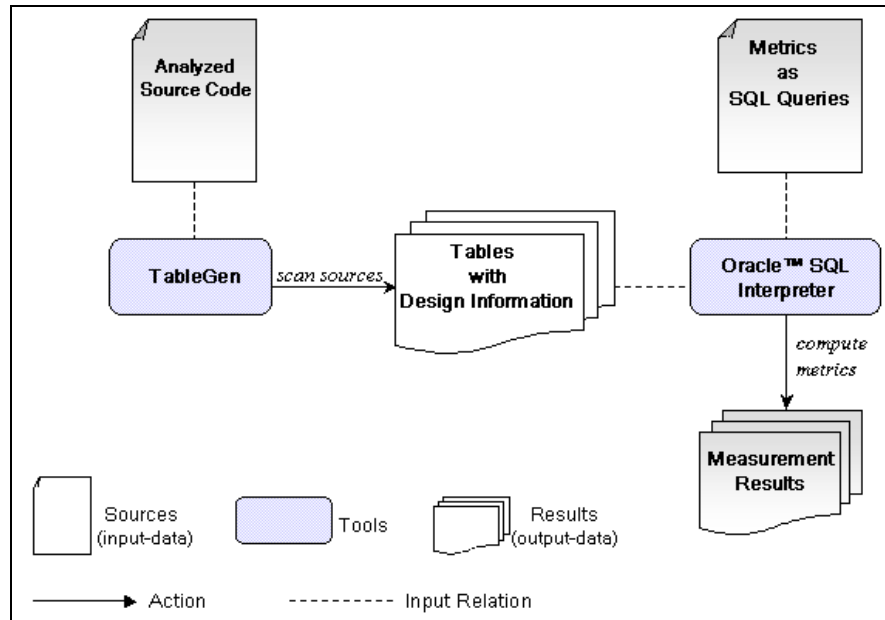 Analyzed
Source Code
Metrics
as
SQL Queries
TableGen
scan sources
Tables
with
Design Information
Oracle™ SQL
Interpreter
compute
metrics
Measurement
Results
Sources
(input-data)
Tools
Results
(output-data)
Action
Input Relation